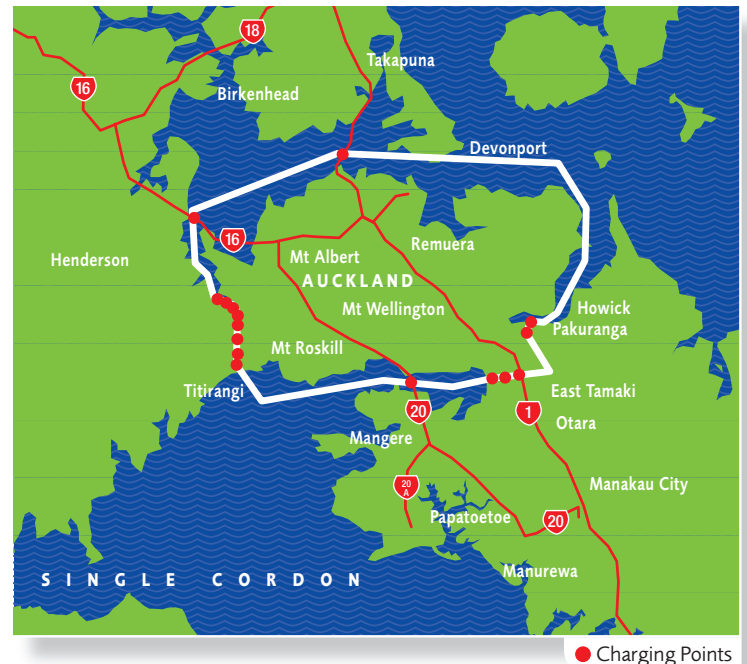 18
Takapuna
16
Birkenhead
Devonport
16
Remuera
Henderson
Mt Albert
AUCKLAND
Mt Wellington
Howick
Pakuranga
Mt Roskill
Titirangi
East Tamaki
20
1
Otara
Mangere
20
A
Manakau City
Papatoetoe
20
Manurewa
SINGLE CORDON
Charging Points